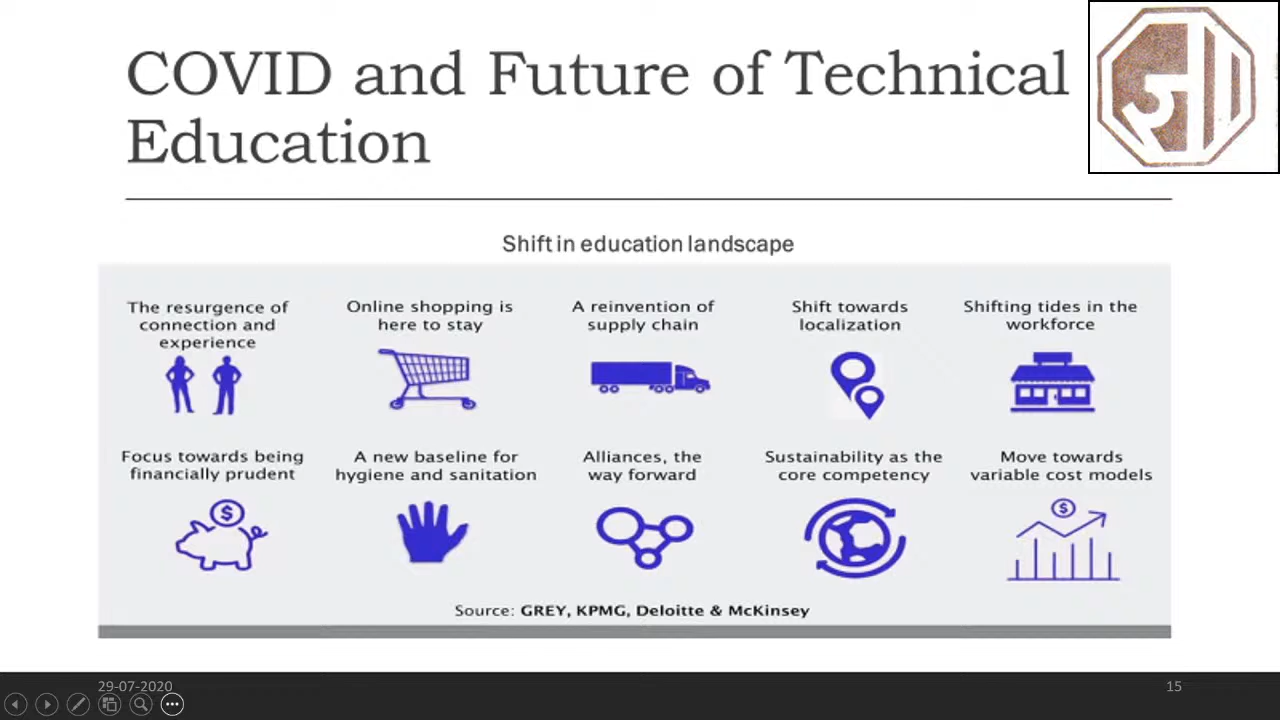 COVID and Future of Technical
Education
Shift in education landscape
The resurgence of
connection and
experience
Online shopping is
here to stay
A reinvention of
supply chain
Shift towards
localization
Shifting tides in the
workforce
Focus towards being
financially prudent
A new baseline for
hygiene and sanitation
Alliances, the
way forward
Sustainability as the
core competency
Move towards
variable cost models
Source: GREY, KPMG, Deloitte & McKinsey
29-07-2020
15